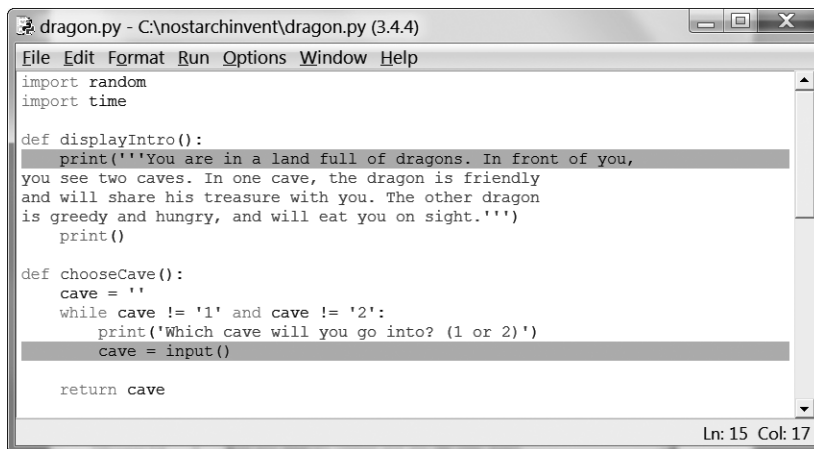 dragon.py - C:\nostarchinvent\dragon.py (3.4.4)
File Edit Format Run Options Window Help
import random
import time

def displayIntro():
    print('''You are in a land full of dragons. In front of you,
you see two caves. In one cave, the dragon is friendly
and will share his treasure with you. The other dragon
is greedy and hungry, and will eat you on sight.''')
    print()

def chooseCave():
    cave = ''
    while cave != '1' and cave != '2':
        print('Which cave will you go into? (1 or 2)')
        cave = input()

    return cave
Ln: 15 Col: 17